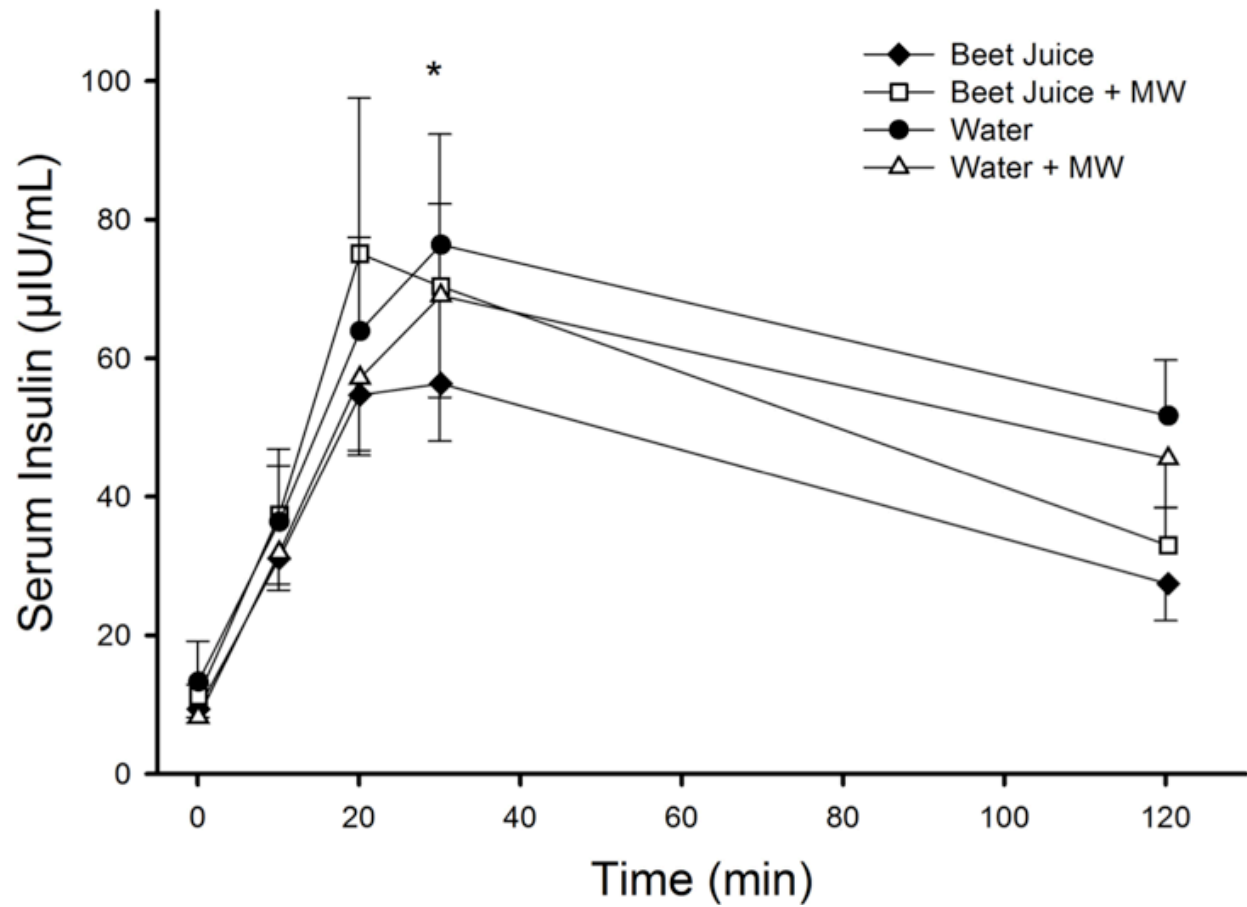 *
Beet Juice
Beet Juice + MW
Water
Water + MW
Serum Insulin (µIU/mL)
100
80
60
40
20
0
0 20 40 60 80 100 120
Time (min)